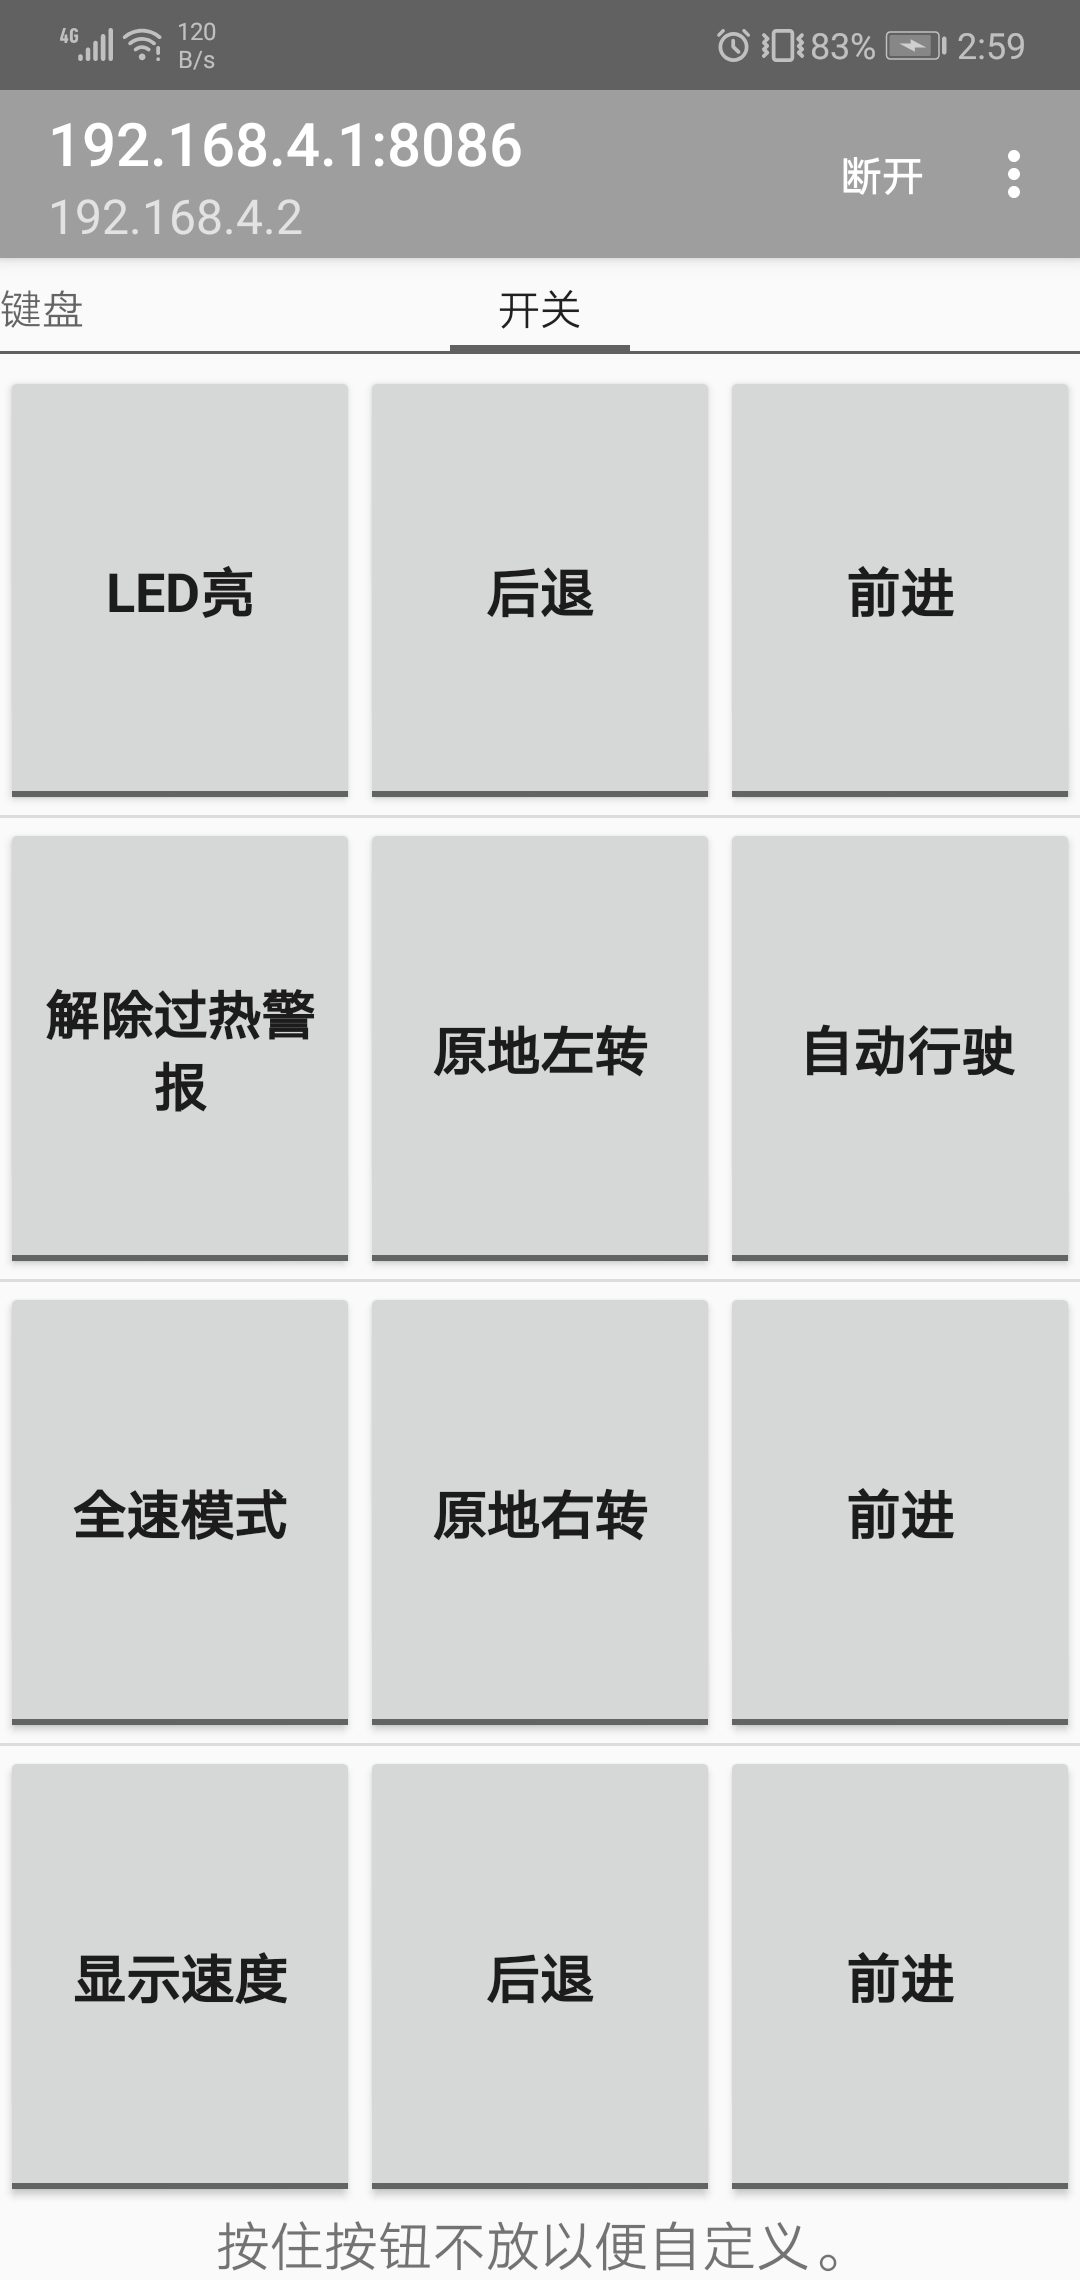 4G 120 83% 2:59
B/s
192.168.4.1:8086
断开
192.168.4.2
键盘 开关
LED亮 后退 前进
解除过热警
报
原地左转 自动行驶
全速模式 原地右转 前进
显示速度 后退 前进
按住按钮不放以便自定义。